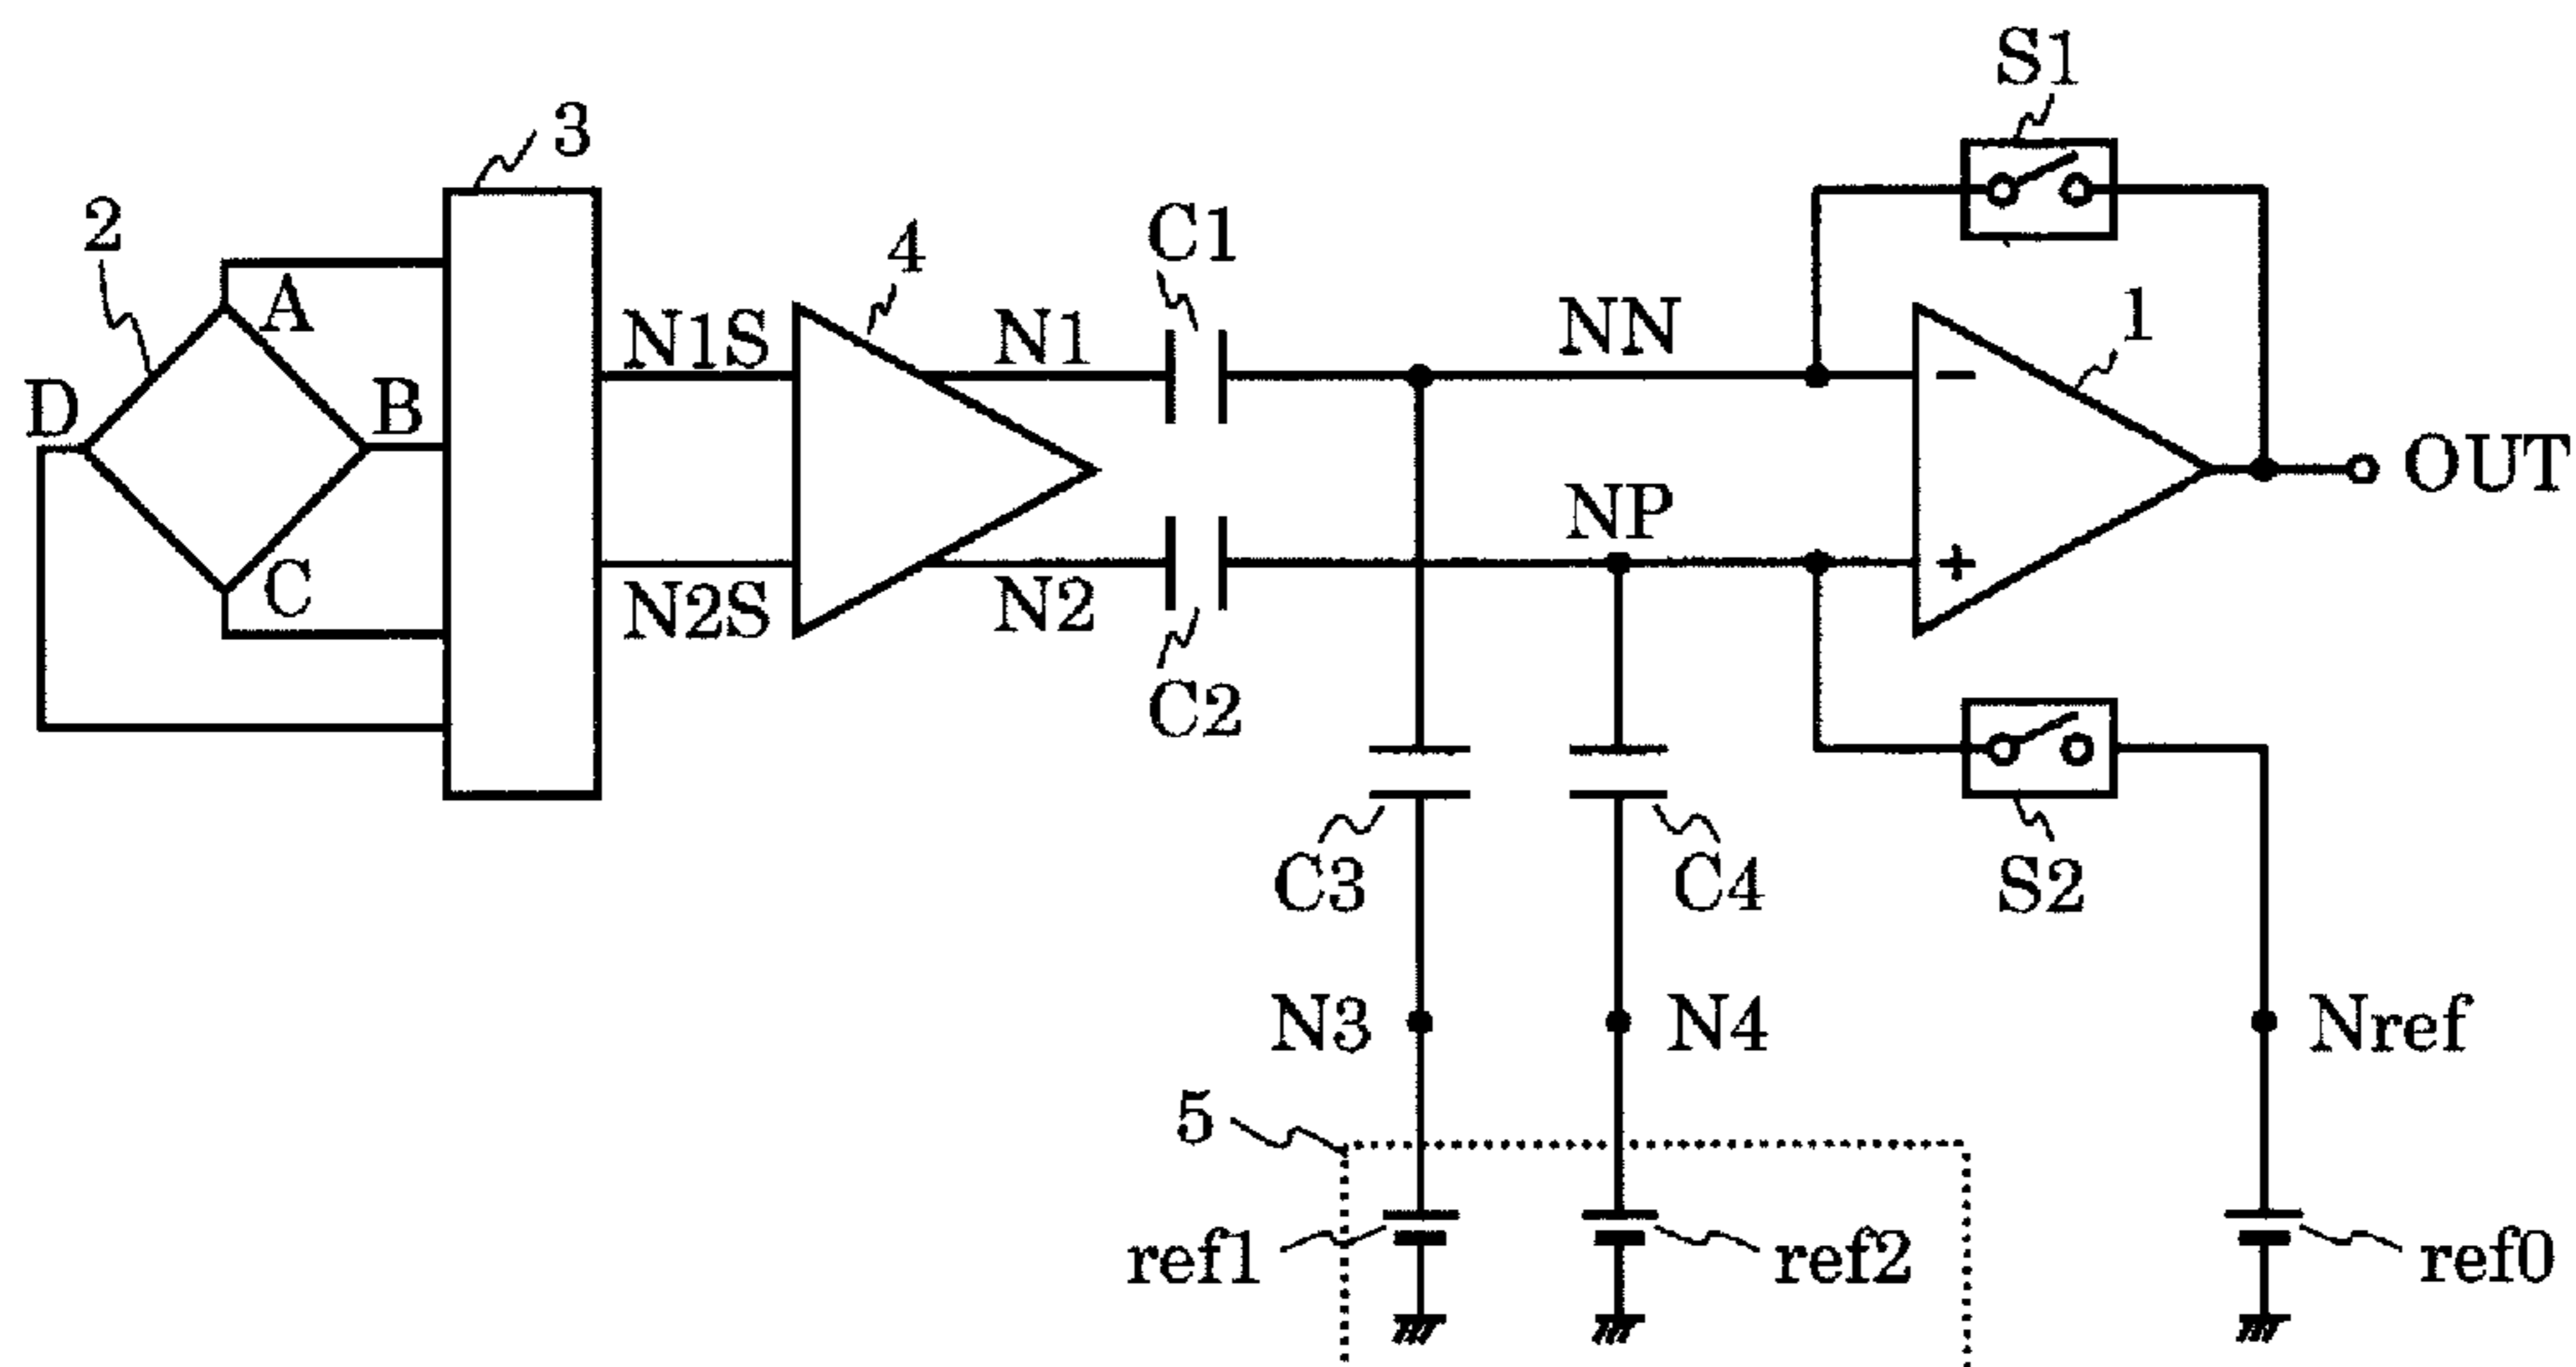 S1
3
2
4
C1
A
N1S
N1
NN
1
D
B
OUT
NP
C
N2S
N2
C2
C3
C4
S2
N3
N4
Nref
5
ref1
ref2
ref0
−
+